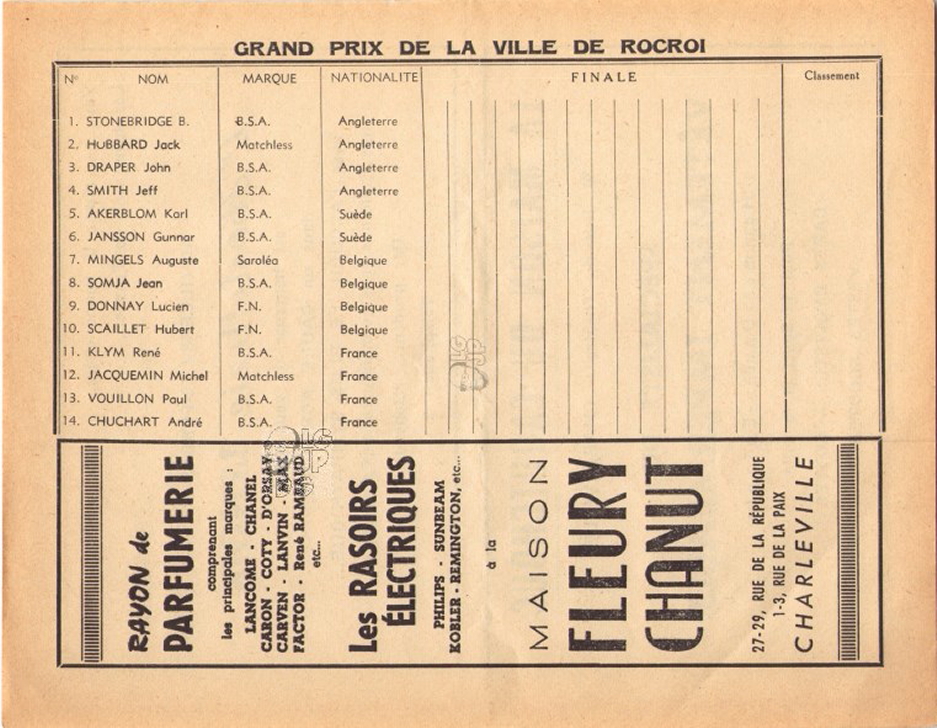 GRAND PRIX DE LA VILLE DE ROCROI
N° NOM MARQUE NATIONALITE FINALE Classement
1. STONEBRIDGE B. B.S.A. Angleterre
2. HUBBARD Jack Matchless Angleterre
3. DRAPER John B.S.A. Angleterre
4. SMITH Jeff B.S.A. Angleterre
5. AKERBLOM Karl B.S.A. Suède
6. JANSSON Gunnar B.S.A. Suède
7. MINGELS Auguste Saroléa Belgique
8. SOMJA Jean B.S.A. Belgique
9. DONNAY Lucien F.N. Belgique
10. SCAILLET Hubert F.N. Belgique
11. KLYM René B.S.A. France
12. JACQUEMIN Michel Matchless France
13. VOUILLON Paul B.S.A. France
14. CHUCHART André B.S.A. France
RAYON de
PARFUMERIE
comprenant
les principales marques :
LANCOME - CHANEL
CARON - COTY - D'ORSAY
CARVEN - LANVIN - MAX
FACTOR - René RAMBAUD
etc...
Les RASOIRS
ÉLECTRIQUES
PHILIPS - SUNBEAM
KOBLER - REMINGTON, etc...
à la
MAISON
FLEURY
CHANUT
27-29, RUE DE LA RÉPUBLIQUE
1-3, RUE DE LA PAIX
CHARLEVILLE